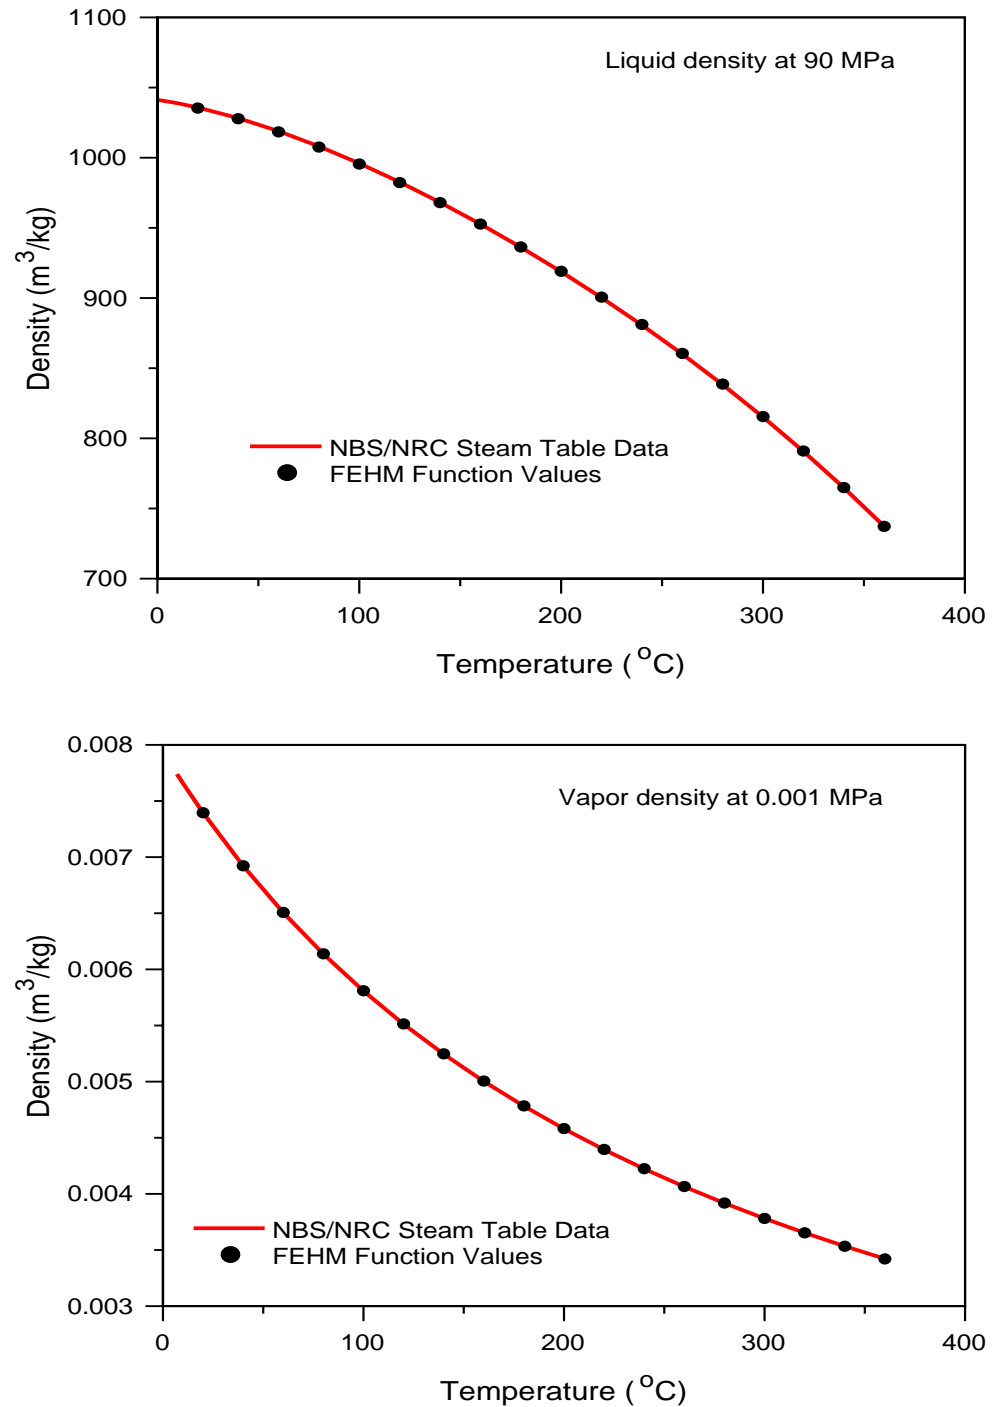 1100
Liquid density at 90 MPa
1000
900
Density (m³/kg)
800
NBS/NRC Steam Table Data
FEHM Function Values
700
0 100 200 300 400
Temperature (°C)
0.008
Vapor density at 0.001 MPa
0.007
0.006
Density (m³/kg)
0.005
0.004
NBS/NRC Steam Table Data
FEHM Function Values
0.003
0 100 200 300 400
Temperature (°C)